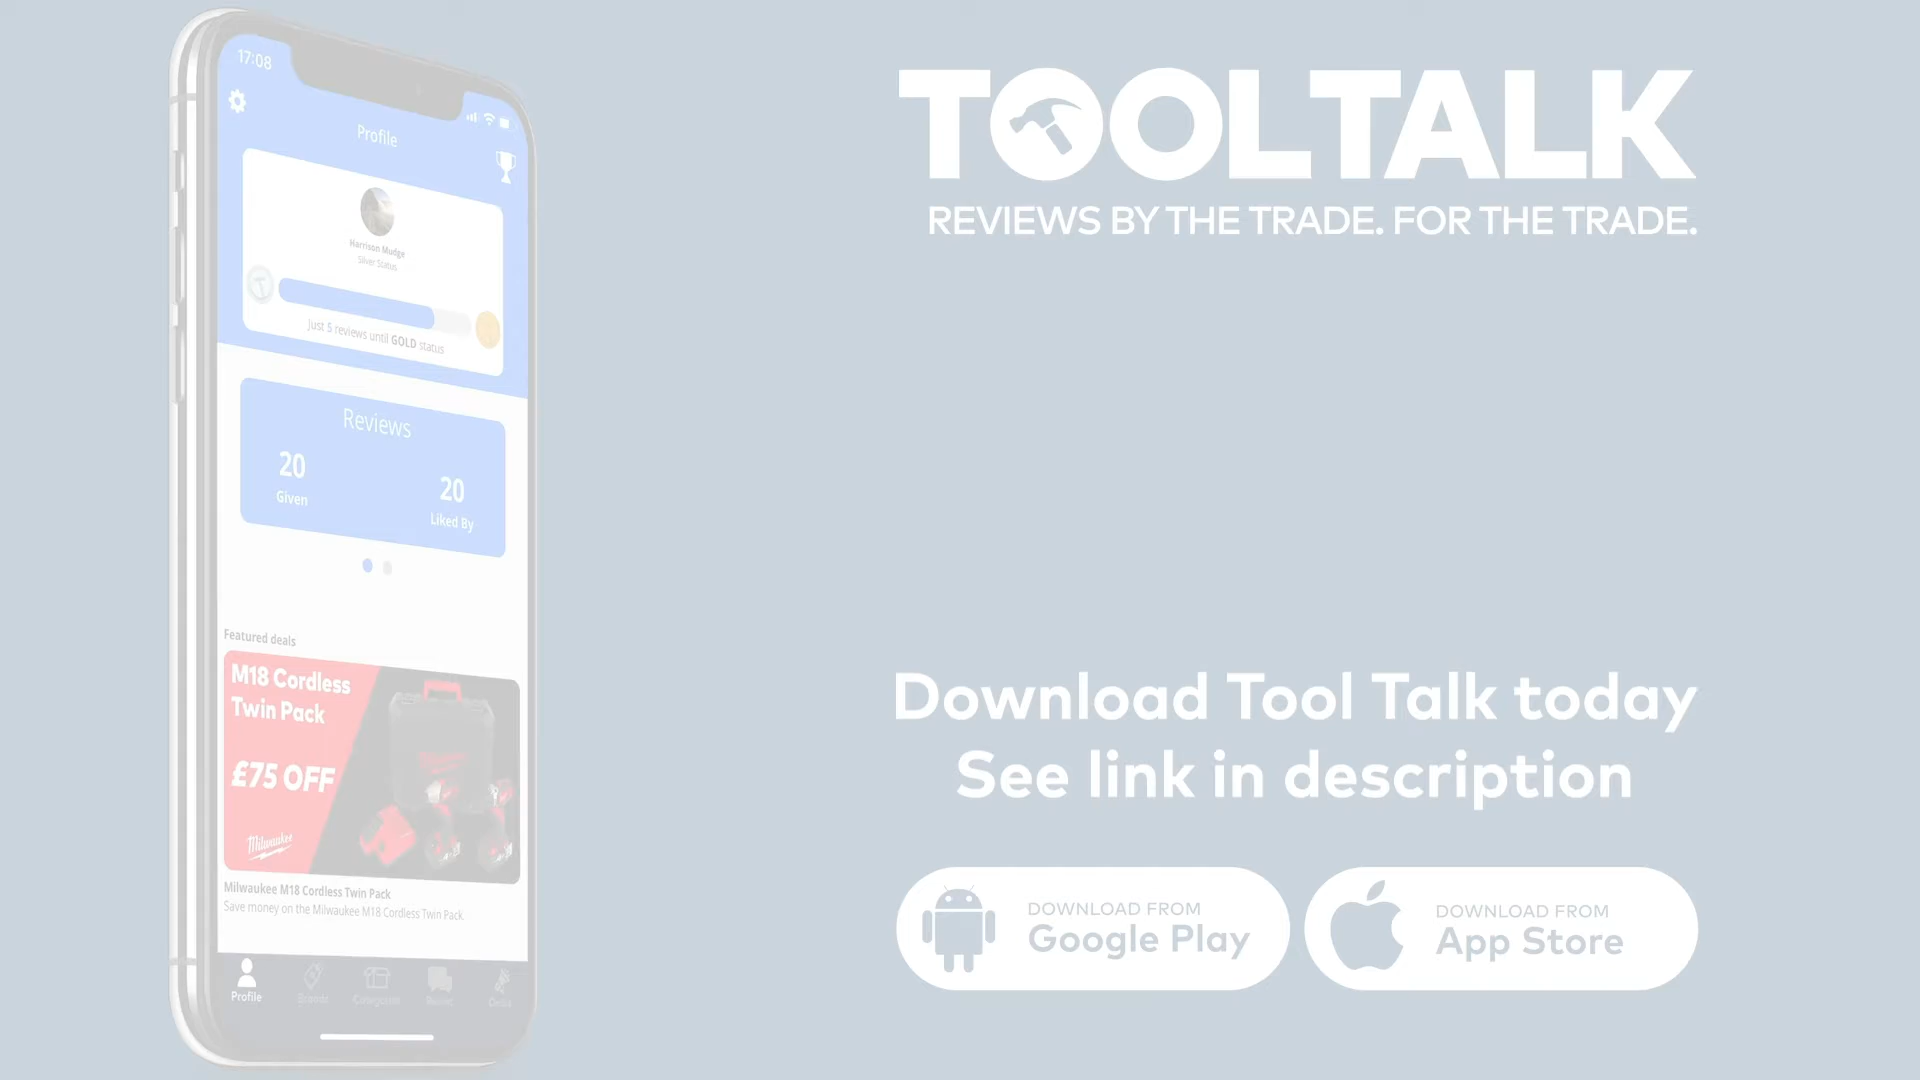 17:08
Profile
Harrison Mudge
Silver Status
Just 5 reviews until GOLD status
Reviews
20
Given
20
Liked By
Featured deals
M18 Cordless
Twin Pack
£75 OFF
Milwaukee
Milwaukee M18 Cordless Twin Pack
Save money on the Milwaukee M18 Cordless Twin Pack.
Profile
Brands
Categories
TOOLTALK
REVIEWS BY THE TRADE. FOR THE TRADE.
Download Tool Talk today
See link in description
DOWNLOAD FROM
Google Play
DOWNLOAD FROM
App Store